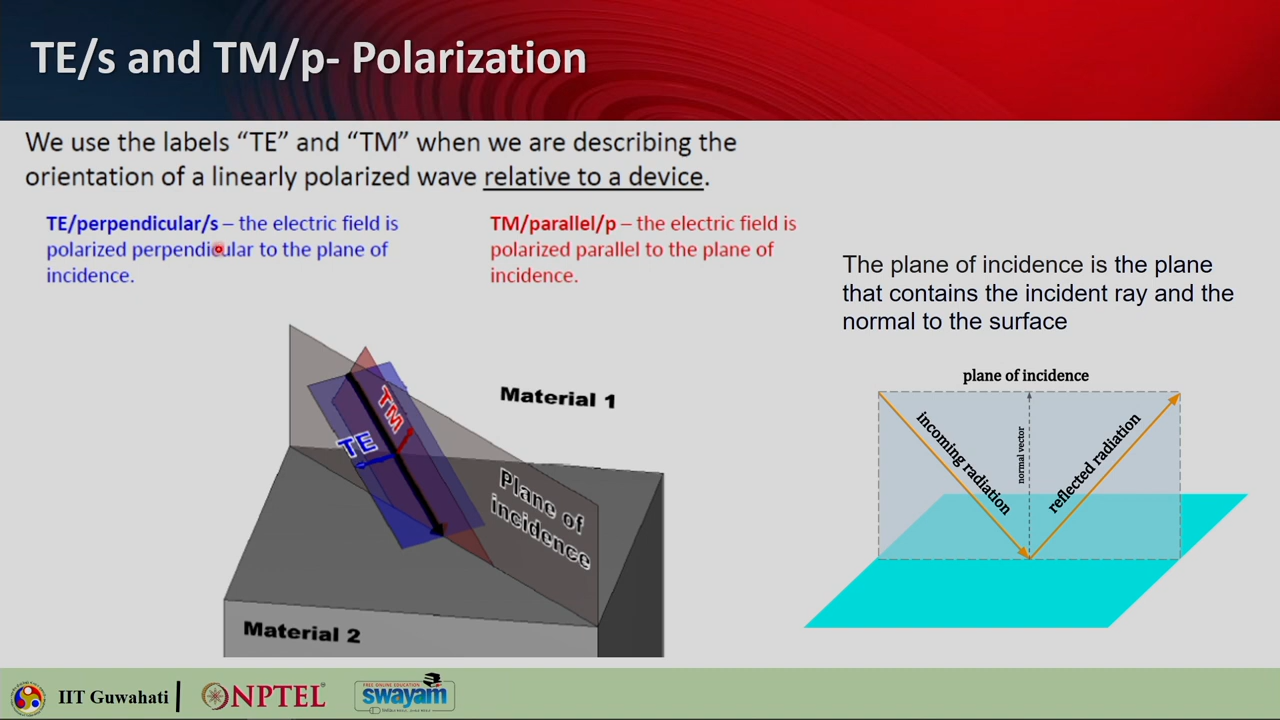 TE/s and TM/p- Polarization
We use the labels “TE” and “TM” when we are describing the
orientation of a linearly polarized wave relative to a device.
TE/perpendicular/s – the electric field is
polarized perpendicular to the plane of
incidence.
TM/parallel/p – the electric field is
polarized parallel to the plane of
incidence.
The plane of incidence is the plane
that contains the incident ray and the
normal to the surface
Material 1
TM
TE
Plane of
incidence
Material 2
plane of incidence
incoming radiation
normal vector
reflected radiation
IIT Guwahati
NPTEL
FREE ONLINE EDUCATION
swayam